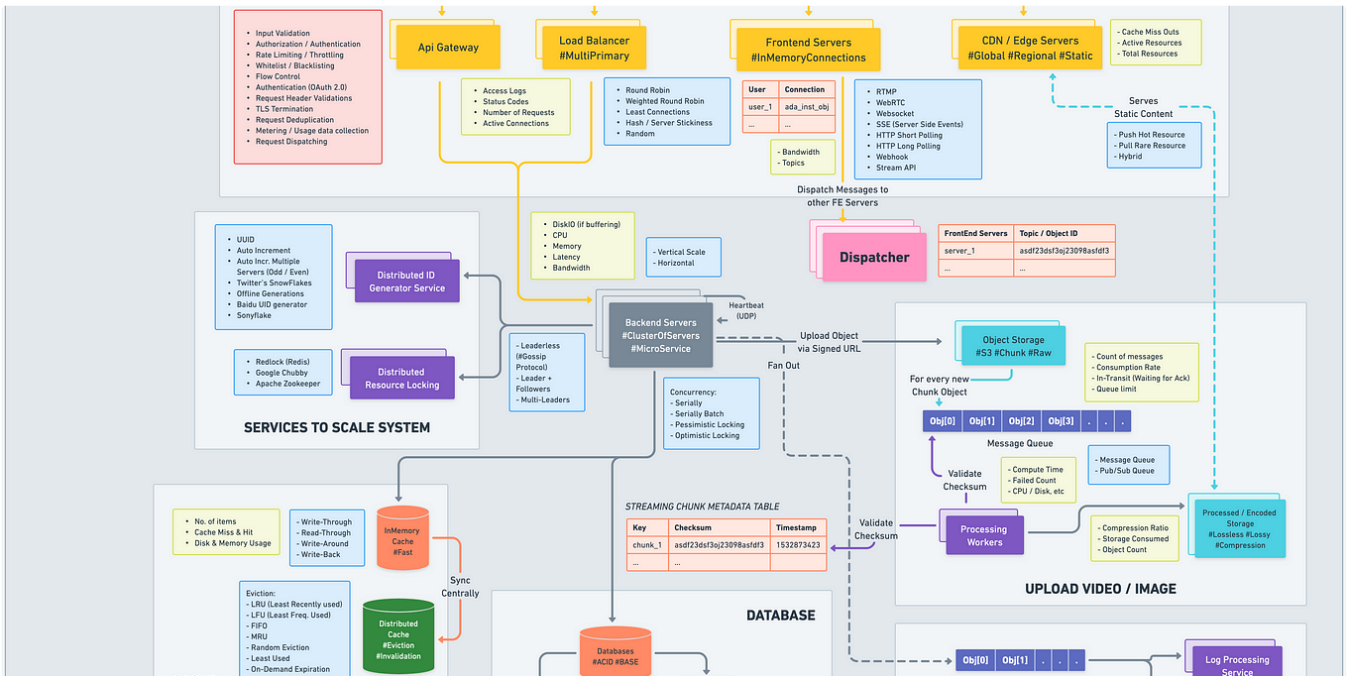 • Input Validation
• Authorization / Authentication
• Rate Limiting / Throttling
• Whitelist / Blacklisting
• Flow Control
• Authentication (OAuth 2.0)
• Request Header Validations
• TLS Termination
• Request Deduplication
• Metering / Usage data collection
• Request Dispatching
Api Gateway
Load Balancer
#MultiPrimary
Frontend Servers
#InMemoryConnections
CDN / Edge Servers
#Global #Regional #Static
- Cache Miss Outs
- Active Resources
- Total Resources
• Access Logs
• Status Codes
• Number of Requests
• Active Connections
• Round Robin
• Weighted Round Robin
• Least Connections
• Hash / Server Stickiness
• Random
User Connection
user_1 ada_inst_obj
... ...
- Bandwidth
- Topics
• RTMP
• WebRTC
• Websocket
• SSE (Server Side Events)
• HTTP Short Polling
• HTTP Long Polling
• Webhook
• Stream API
Serves
Static Content
- Push Hot Resource
- Pull Rare Resource
- Hybrid
Dispatch Messages to
other FE Servers
Dispatcher
FrontEnd Servers Topic / Object ID
server_1 asdf23dsf3oj23098asfdf3
... ...
• UUID
• Auto Increment
• Auto Incr. Multiple
Servers (Odd / Even)
• Twitter's SnowFlakes
• Offline Generations
• Baidu UID generator
• Sonyflake
Distributed ID
Generator Service
• Redlock (Redis)
• Google Chubby
• Apache Zookeeper
Distributed
Resource Locking
SERVICES TO SCALE SYSTEM
• DiskIO (if buffering)
• CPU
• Memory
• Latency
• Bandwidth
- Vertical Scale
- Horizontal
Backend Servers
#ClusterOfServers
#MicroService
Heartbeat
(UDP)
- Leaderless
(#Gossip
Protocol)
- Leader +
Followers
- Multi-Leaders
Concurrency:
- Serially
- Serially Batch
- Pessimistic Locking
- Optimistic Locking
Upload Object
via Signed URL
Fan Out
Object Storage
#S3 #Chunk #Raw
- Count of messages
- Consumption Rate
- In-Transit (Waiting for Ack)
- Queue limit
For every new
Chunk Object
Obj[0] Obj[1] Obj[2] Obj[3] . . .
Message Queue
- Message Queue
- Pub/Sub Queue
Validate
Checksum
- Compute Time
- Failed Count
- CPU / Disk, etc
Processing
Workers
- Compression Ratio
- Storage Consumed
- Object Count
Processed / Encoded
Storage
#Lossless #Lossy
#Compression
UPLOAD VIDEO / IMAGE
STREAMING CHUNK METADATA TABLE
Key Checksum Timestamp
chunk_1 asdf23dsf3oj23098asfdf3 1532873423
... ...
Validate
Checksum
- No. of items
- Cache Miss & Hit
- Disk & Memory Usage
- Write-Through
- Read-Through
- Write-Around
- Write-Back
InMemory
Cache
#Fast
Sync
Centrally
Eviction:
- LRU (Least Recently used)
- LFU (Least Freq. Used)
- FIFO
- MRU
- Random Eviction
- Least Used
- On-Demand Expiration
Distributed
Cache
#Eviction
#Invalidation
DATABASE
Databases
#ACID #BASE
Obj[0] Obj[1] . . .
Log Processing
Service